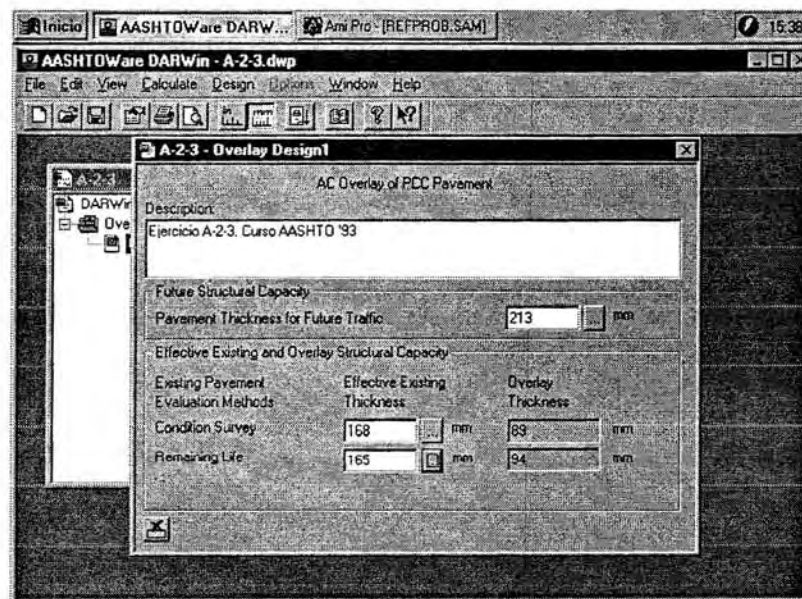 Inicio AASHTOWare DARW... Ami Pro - [REFPROB.SAM] 15:38
AASHTOWare DARWin - A-2-3.dwp
File Edit View Calculate Design Options Window Help
A-2-3 - Overlay Design1
AC Overlay of PCC Pavement
DARWin
Ove
Description:
Ejercicio A-2-3. Curso AASHTO '93
Future Structural Capacity
Pavement Thickness for Future Traffic 213 ... mm
Effective Existing and Overlay Structural Capacity
Existing Pavement Effective Existing Overlay
Evaluation Methods Thickness Thickness
Condition Survey 168 ... mm 89 mm
Remaining Life 165 mm 94 mm